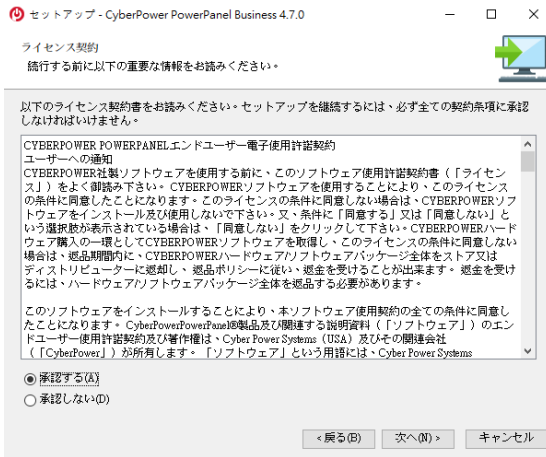 セットアップ - CyberPower PowerPanel Business 4.7.0
ライセンス契約
続行する前に以下の重要な情報をお読みください。
以下のライセンス契約書をお読みください。セットアップを継続するには、必ず全ての契約条項に承認
しなければいけません。
CYBERPOWER POWERPANELエンドユーザー電子使用許諾契約
ユーザーへの通知
CYBERPOWER社製ソフトウェアを使用する前に、このソフトウェア使用許諾契約書（「ライセン
ス」）をよく御読み下さい。 CYBERPOWERソフトウェアを使用することにより、このライセンス
の条件に同意したことになります。このライセンスの条件に同意しない場合は、CYBERPOWERソフ
トウェアをインストール及び使用しないで下さい。又、条件に「同意する」又は「同意しない」と
いう選択肢が表示されている場合は、「同意しない」をクリックして下さい。CYBERPOWERハード
ウェア購入の一環としてCYBERPOWERソフトウェアを取得し、このライセンスの条件に同意しない
場合は、返品期間内に、CYBERPOWERハードウェア/ソフトウェアパッケージ全体をストア又は
ディストリビューターに返却し、 返品ポリシーに従い、返金を受けることが出来ます。 返金を受け
るには、ハードウェア/ソフトウェアパッケージ全体を返品する必要があります。
このソフトウェアをインストールすることにより、本ソフトウェア使用契約の全ての条件に同意し
たことになります。 CyberPowerPowerPanel®製品及び関連する説明資料（「ソフトウェア」）のエン
ドユーザー使用許諾契約及び著作権は、Cyber Power Systems（USA）及びその関連会社
（「CyberPower」）が所有します。 「ソフトウェア」という用語には、Cyber Power Systems
承認する(A)
承認しない(D)
< 戻る(B)
次へ(N) >
キャンセル